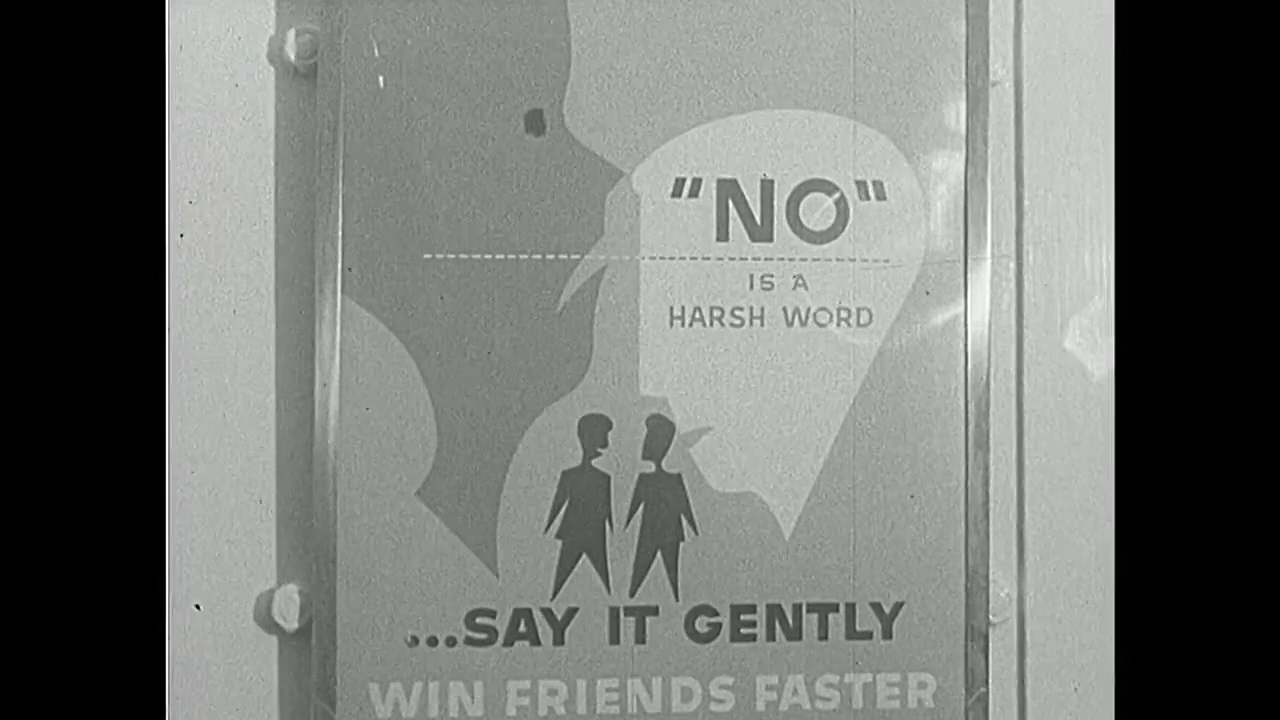 "NO"
IS A
HARSH WORD
...SAY IT GENTLY
WIN FRIENDS FASTER